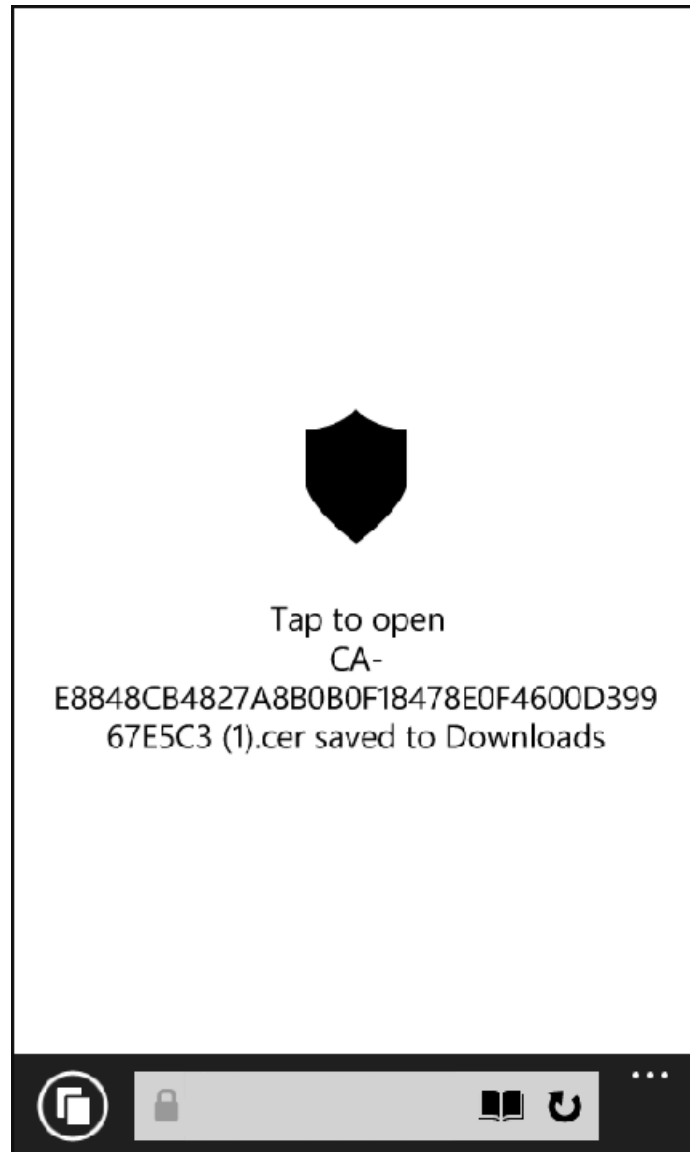 Tap to open
CA-
E8848CB4827A8B0B0F18478E0F4600D399
67E5C3 (1).cer saved to Downloads